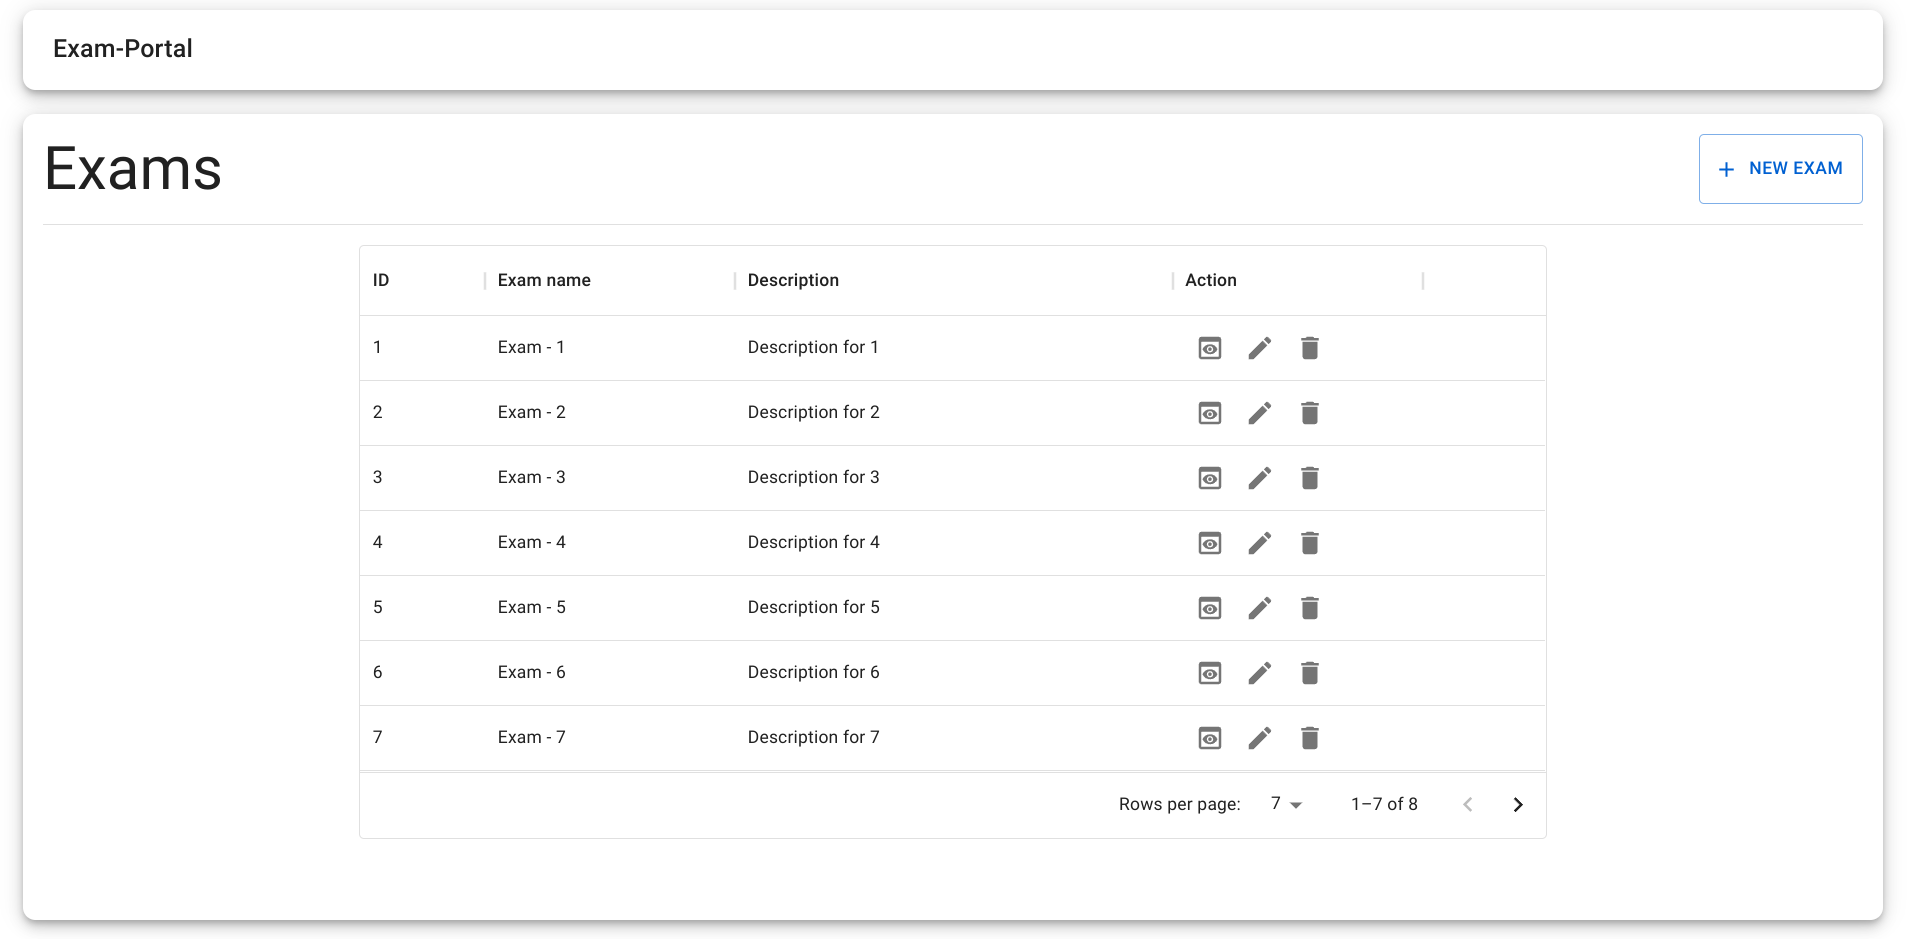 Exam-Portal
Exams
NEW EXAM
ID Exam name Description Action
1 Exam - 1 Description for 1
2 Exam - 2 Description for 2
3 Exam - 3 Description for 3
4 Exam - 4 Description for 4
5 Exam - 5 Description for 5
6 Exam - 6 Description for 6
7 Exam - 7 Description for 7
Rows per page: 7 1–7 of 8